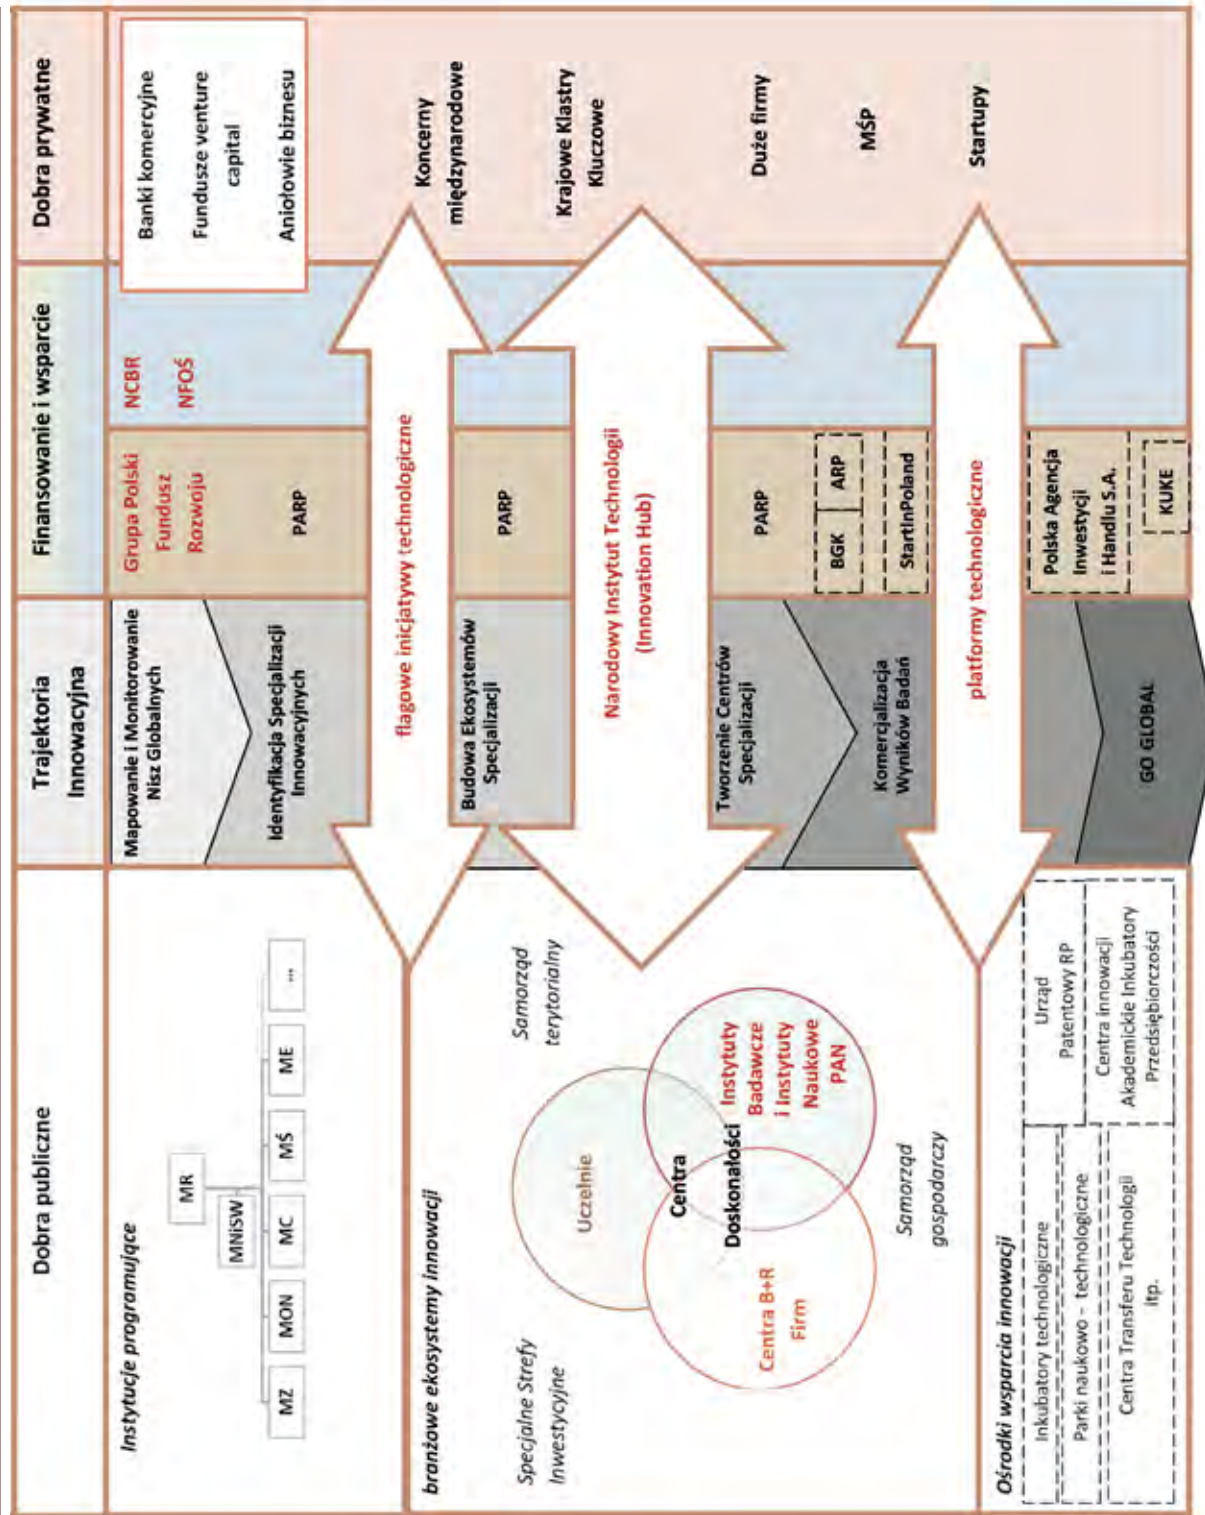 Dobra publiczne
Trajektoria
Innowacyjna
Finansowanie i wsparcie
Dobra prywatne
Instytucje programujące
MR
MNiSW
MZ
MON
MC
MŚ
ME
...
branżowe ekosystemy innowacji
Specjalne Strefy
Inwestycyjne
Samorząd
terytorialny
Uczelnie
Centra
Doskonałości
Centra B+R
Firm
Instytuty
Badawcze
i Instytuty
Naukowe
PAN
Samorząd
gospodarczy
Ośrodki wsparcia innowacji
Inkubatory technologiczne
Parki naukowo – technologiczne
Centra Transferu Technologii
itp.
Urząd
Patentowy RP
Centra innowacji
Akademickie Inkubatory
Przedsiębiorczości
Mapowanie i Monitorowanie
Nisz Globalnych
Identyfikacja Specjalizacji
Innowacyjnych
Budowa Ekosystemów
Specjalizacji
Tworzenie Centrów
Specjalizacji
Komercjalizacja
Wyników Badań
GO GLOBAL
flagowe inicjatywy technologiczne
Narodowy Instytut Technologii
(Innovation Hub)
platformy technologiczne
Grupa Polski
Fundusz
Rozwoju
PARP
PARP
PARP
BGK
ARP
StartInPoland
Polska Agencja
Inwestycji
i Handlu S.A.
KUKE
NCBR
NFOŚ
Banki komercyjne
Fundusze venture
capital
Aniołowie biznesu
Koncerny
międzynarodowe
Krajowe Klastry
Kluczowe
Duże firmy
MŚP
Startupy